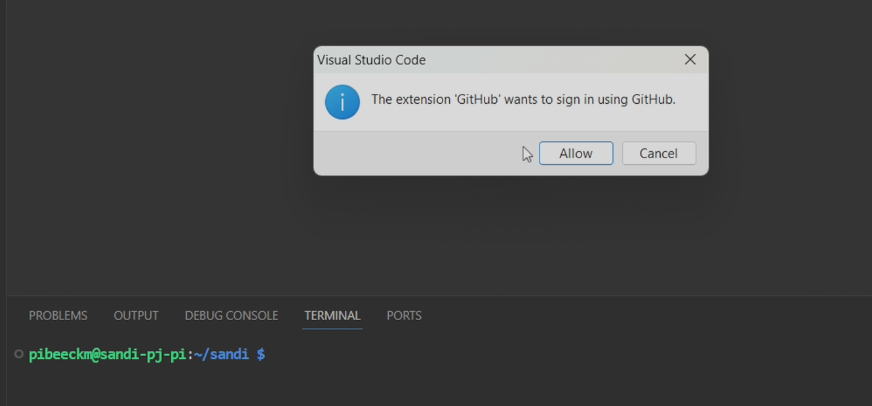 Visual Studio Code
The extension 'GitHub' wants to sign in using GitHub.
Allow Cancel
PROBLEMS OUTPUT DEBUG CONSOLE TERMINAL PORTS
pibeeckm@sandi-pj-pi:~/sandi $